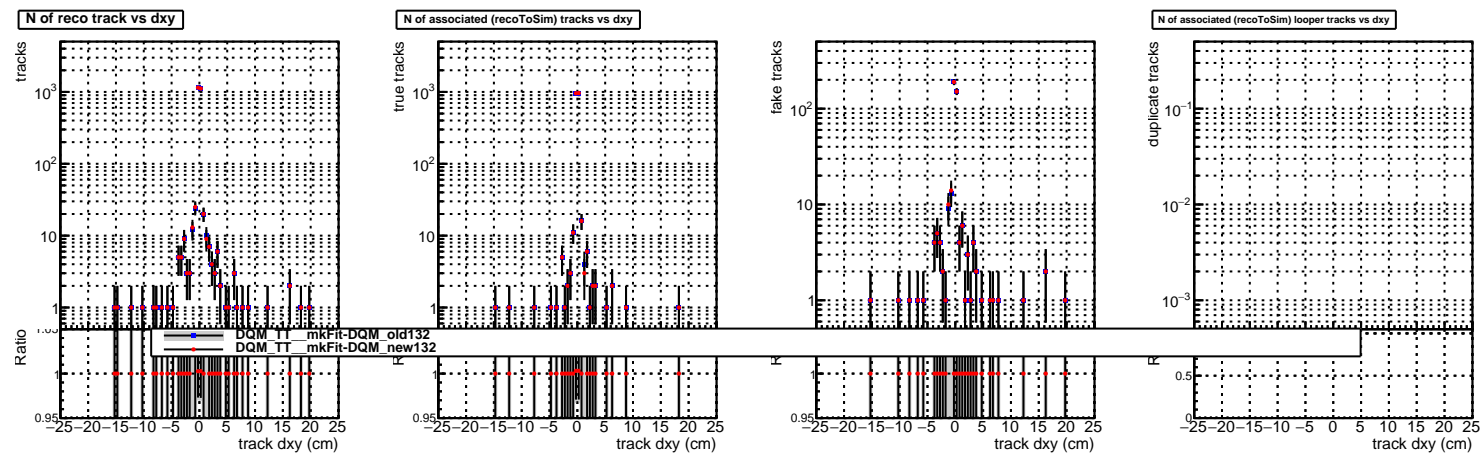 N of reco track vs dxy
N of associated (recoToSim) tracks vs dxy
N of associated (recoToSim) looper tracks vs dxy
tracks
10³
10²
10
1
true tracks
10³
10²
10
1
fake tracks
10²
10
1
duplicate tracks
10⁻¹
10⁻²
10⁻³
DQM_TT__mkFit-DQM_old132
DQM_TT__mkFit-DQM_new132
Ratio
1
0.95
−25 −20 −15 −10 −5 0 5 10 15 20 25
track dxy (cm)
1
0.95
−25 −20 −15 −10 −5 0 5 10 15 20 25
track dxy (cm)
1
0.95
−25 −20 −15 −10 −5 0 5 10 15 20 25
track dxy (cm)
0.5
0
−25 −20 −15 −10 −5 0 5 10 15 20 25
track dxy (cm)